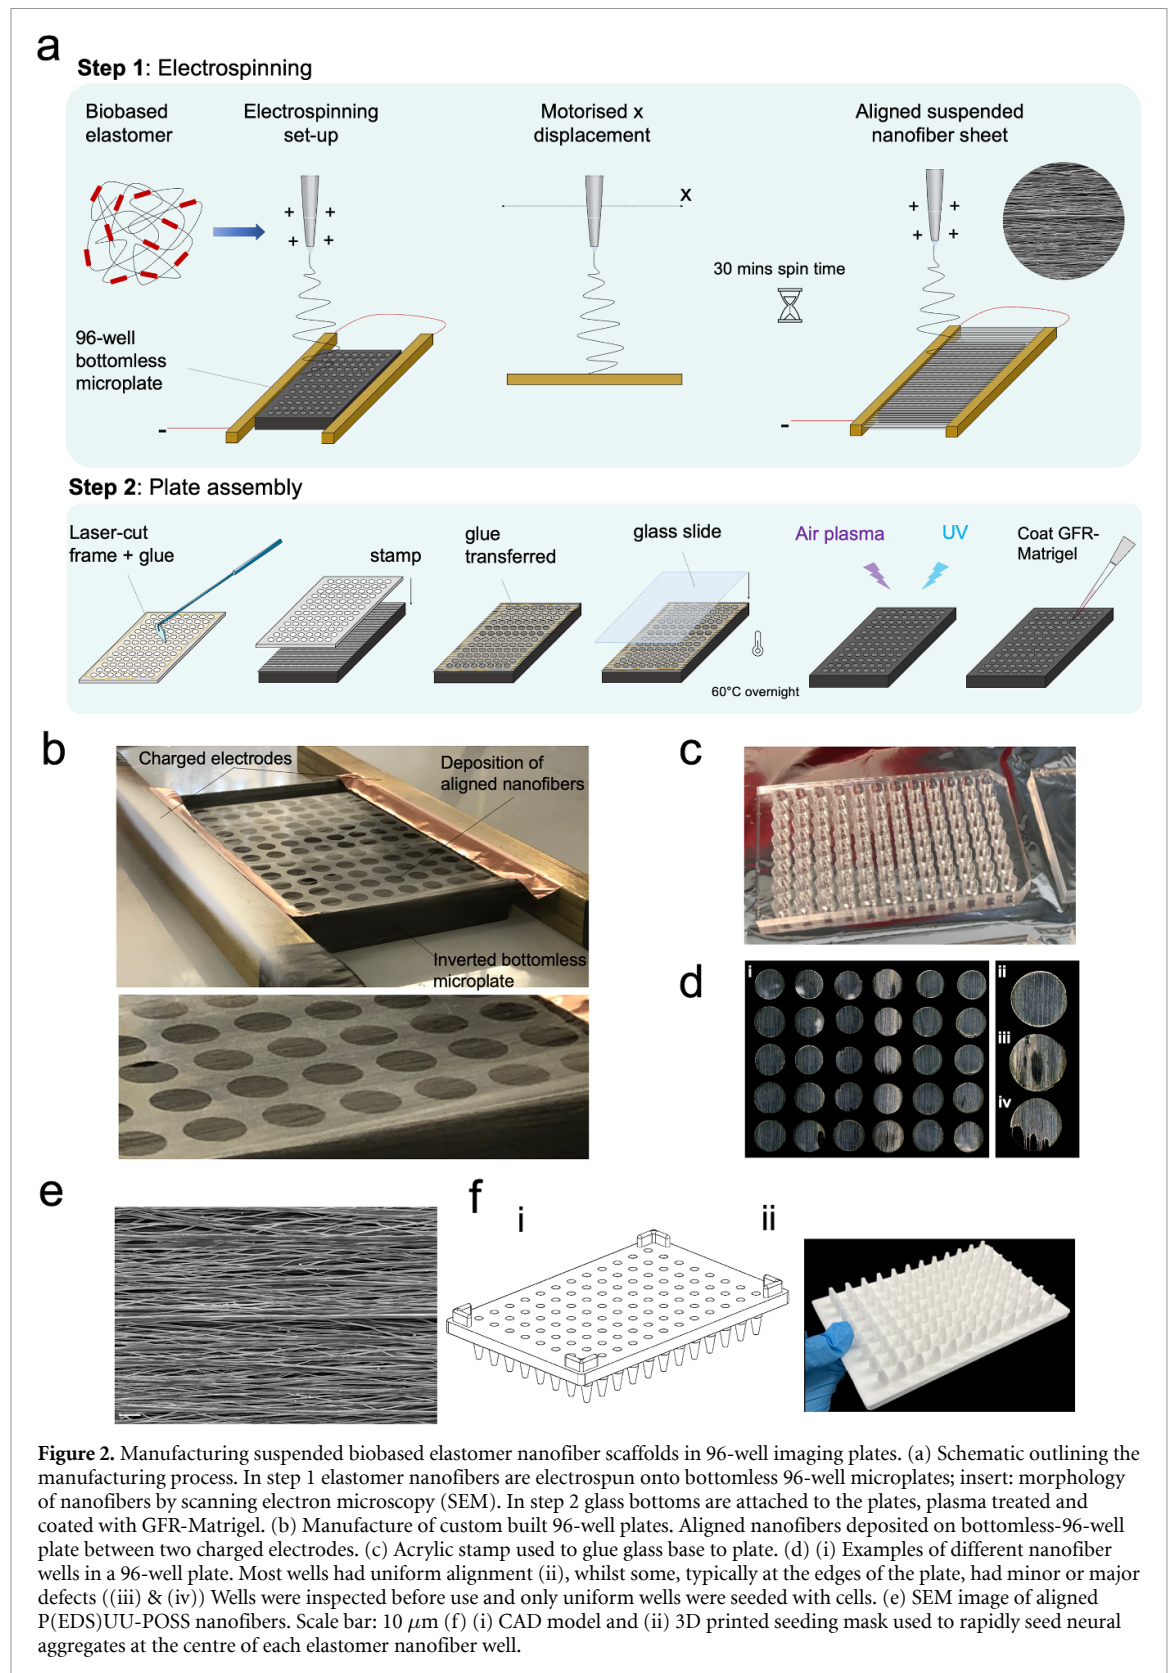 a
Step 1: Electrospinning
Biobased elastomer
Electrospinning set-up
Motorised x displacement
Aligned suspended nanofiber sheet
+ +
+ +
x
+ +
+ +
30 mins spin time
96-well bottomless microplate
-
-
Step 2: Plate assembly
Laser-cut frame + glue
stamp
glue transferred
glass slide
Air plasma
UV
Coat GFR-Matrigel
60°C overnight
b
Charged electrodes
Deposition of aligned nanofibers
Inverted bottomless microplate
c
d
i
ii
iii
iv
e
f
i
ii
Figure 2. Manufacturing suspended biobased elastomer nanofiber scaffolds in 96-well imaging plates. (a) Schematic outlining the
manufacturing process. In step 1 elastomer nanofibers are electrospun onto bottomless 96-well microplates; insert: morphology
of nanofibers by scanning electron microscopy (SEM). In step 2 glass bottoms are attached to the plates, plasma treated and
coated with GFR-Matrigel. (b) Manufacture of custom built 96-well plates. Aligned nanofibers deposited on bottomless-96-well
plate between two charged electrodes. (c) Acrylic stamp used to glue glass base to plate. (d) (i) Examples of different nanofiber
wells in a 96-well plate. Most wells had uniform alignment (ii), whilst some, typically at the edges of the plate, had minor or major
defects ((iii) & (iv)) Wells were inspected before use and only uniform wells were seeded with cells. (e) SEM image of aligned
P(EDS)UU-POSS nanofibers. Scale bar: 10 μm (f) (i) CAD model and (ii) 3D printed seeding mask used to rapidly seed neural
aggregates at the centre of each elastomer nanofiber well.